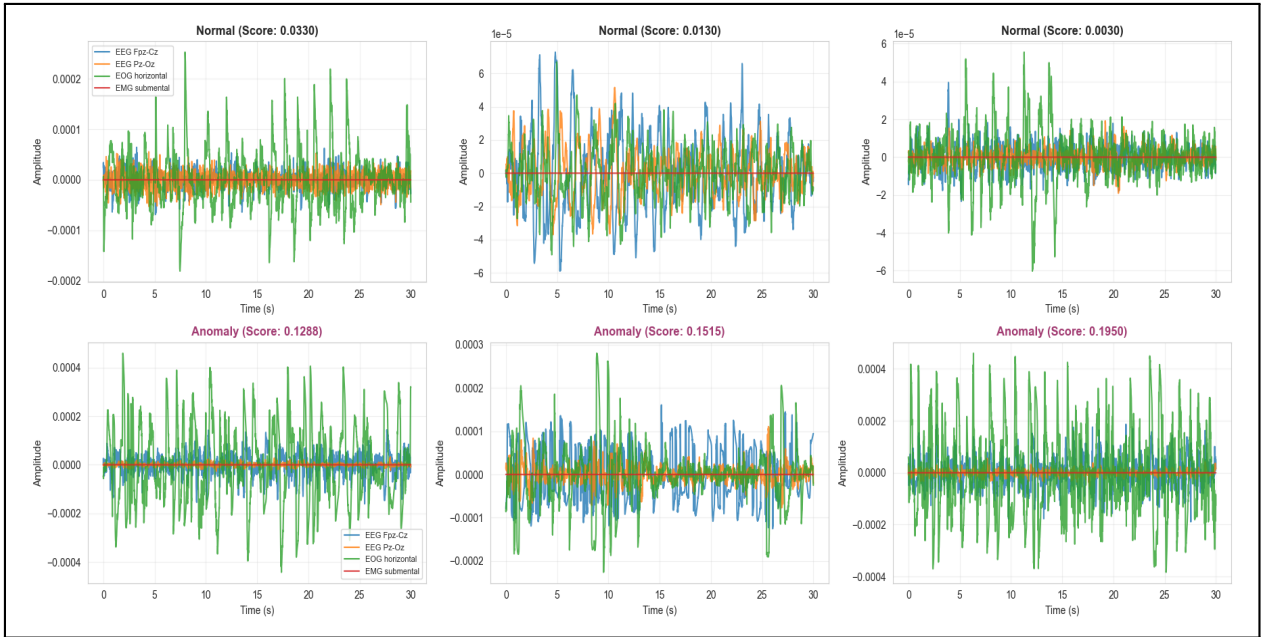 Normal (Score: 0.0330)
0.0002
0.0001
0.0000
−0.0001
−0.0002
Amplitude
EEG Fpz-Cz
EEG Pz-Oz
EOG horizontal
EMG submental
0 5 10 15 20 25 30
Time (s)
Normal (Score: 0.0130)
1e-5
6
4
2
0
−2
−4
−6
Amplitude
0 5 10 15 20 25 30
Time (s)
Normal (Score: 0.0030)
1e-5
6
4
2
0
−2
−4
−6
Amplitude
0 5 10 15 20 25 30
Time (s)
Anomaly (Score: 0.1288)
0.0004
0.0002
0.0000
−0.0002
−0.0004
Amplitude
EEG Fpz-Cz
EEG Pz-Oz
EOG horizontal
EMG submental
0 5 10 15 20 25 30
Time (s)
Anomaly (Score: 0.1515)
0.0003
0.0002
0.0001
0.0000
−0.0001
−0.0002
Amplitude
0 5 10 15 20 25 30
Time (s)
Anomaly (Score: 0.1950)
0.0004
0.0002
0.0000
−0.0002
−0.0004
Amplitude
0 5 10 15 20 25 30
Time (s)